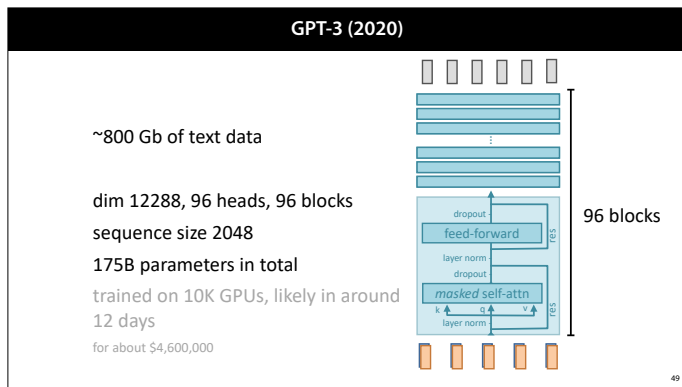 GPT-3 (2020)
~800 Gb of text data
dim 12288, 96 heads, 96 blocks
sequence size 2048
175B parameters in total
trained on 10K GPUs, likely in around
12 days
for about $4,600,000
⋮
dropout
feed-forward
res
layer norm
dropout
masked self-attn
k q v
res
layer norm
96 blocks
49